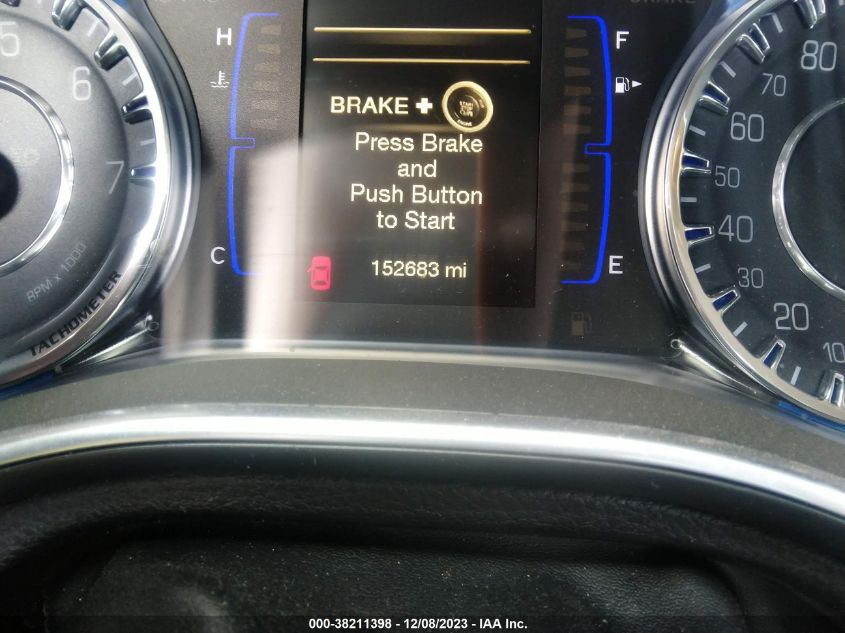 H
F
BRAKE +
START
Press Brake
and
Push Button
to Start
C
E
152683 mi
5
6
7
RPM x 1000
TACHOMETER
80
70
60
50
40
30
20
10
000-38211398 - 12/08/2023 - IAA Inc.